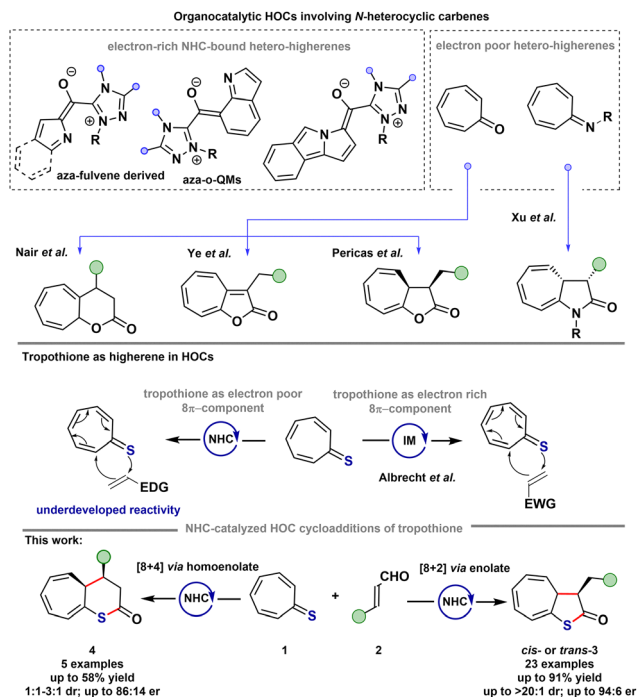 Organocatalytic HOCs involving N-heterocyclic carbenes
electron-rich NHC-bound hetero-higherenes
electron poor hetero-higherenes
O
⊖
N
N
N
⊕
R
N
aza-fulvene derived
O
⊖
N
N
N
⊕
R
N
aza-o-QMs
O
⊖
N
N
N
N
⊕
R
O
N
R
Nair et al.
Ye et al.
Pericas et al.
Xu et al.
O
O
O
O
O
O
N
O
R
Tropothione as higherene in HOCs
tropothione as electron poor
8π–component
tropothione as electron rich
8π–component
S
EDG
underdeveloped reactivity
NHC
S
IM
Albrecht et al.
S
EWG
NHC-catalyzed HOC cycloadditions of tropothione
This work:
[8+4] via homoenolate
[8+2] via enolate
S
O
NHC
S
+
CHO
NHC
S
O
4
5 examples
up to 58% yield
1:1-3:1 dr; up to 86:14 er
1
2
cis- or trans-3
23 examples
up to 91% yield
up to >20:1 dr; up to 94:6 er